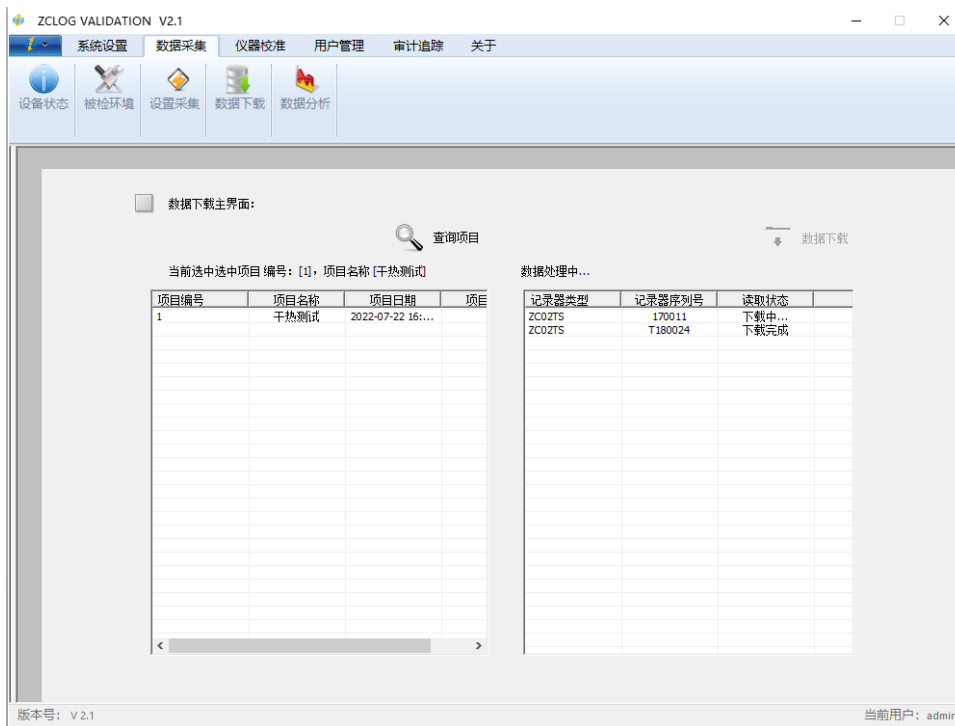 ZCLOG VALIDATION V2.1
系统设置 数据采集 仪器校准 用户管理 审计追踪 关于
设备状态 被检环境 设置采集 数据下载 数据分析
数据下载主界面:
查询项目 数据下载
当前选中选中项目 编号: [1], 项目名称 [干热测试] 数据处理中...
项目编号 项目名称 项目日期 项目 记录器类型 记录器序列号 读取状态
1 干热测试 2022-07-22 16:... ZC02TS 170011 下载中...
ZC02TS T180024 下载完成
版本号: V 2.1 当前用户: admin